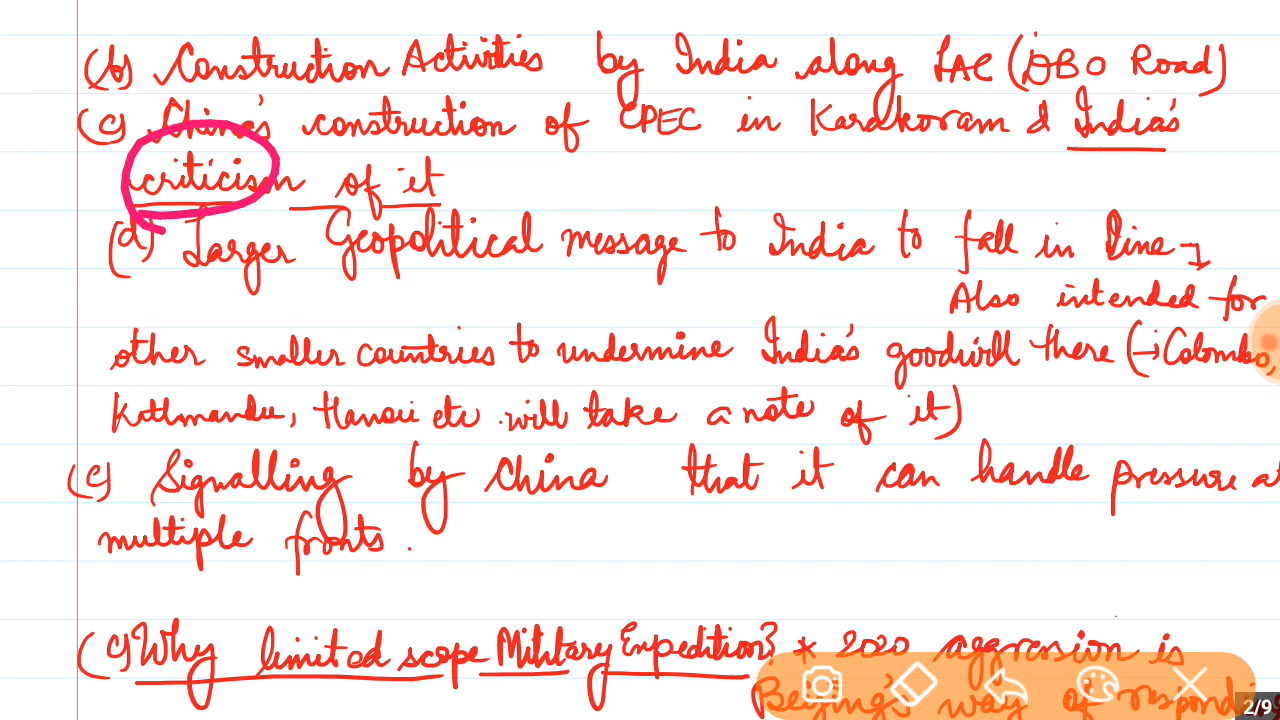 (b) Construction Activities by India along LAC (DBO Road)
(c) China's construction of CPEC in Karakoram & India's
criticism of it
(d) Larger Geopolitical message to India to fall in line →
Also intended for
other smaller countries to undermine India's goodwill there (→ Colombo,
Kathmandu, Hanoi etc will take a note of it)
(e) Signalling by China that it can handle pressure at
multiple fronts.
(c) Why limited scope Military Expedition? * 2020 aggression is
Beijing's way of respondi
2/9